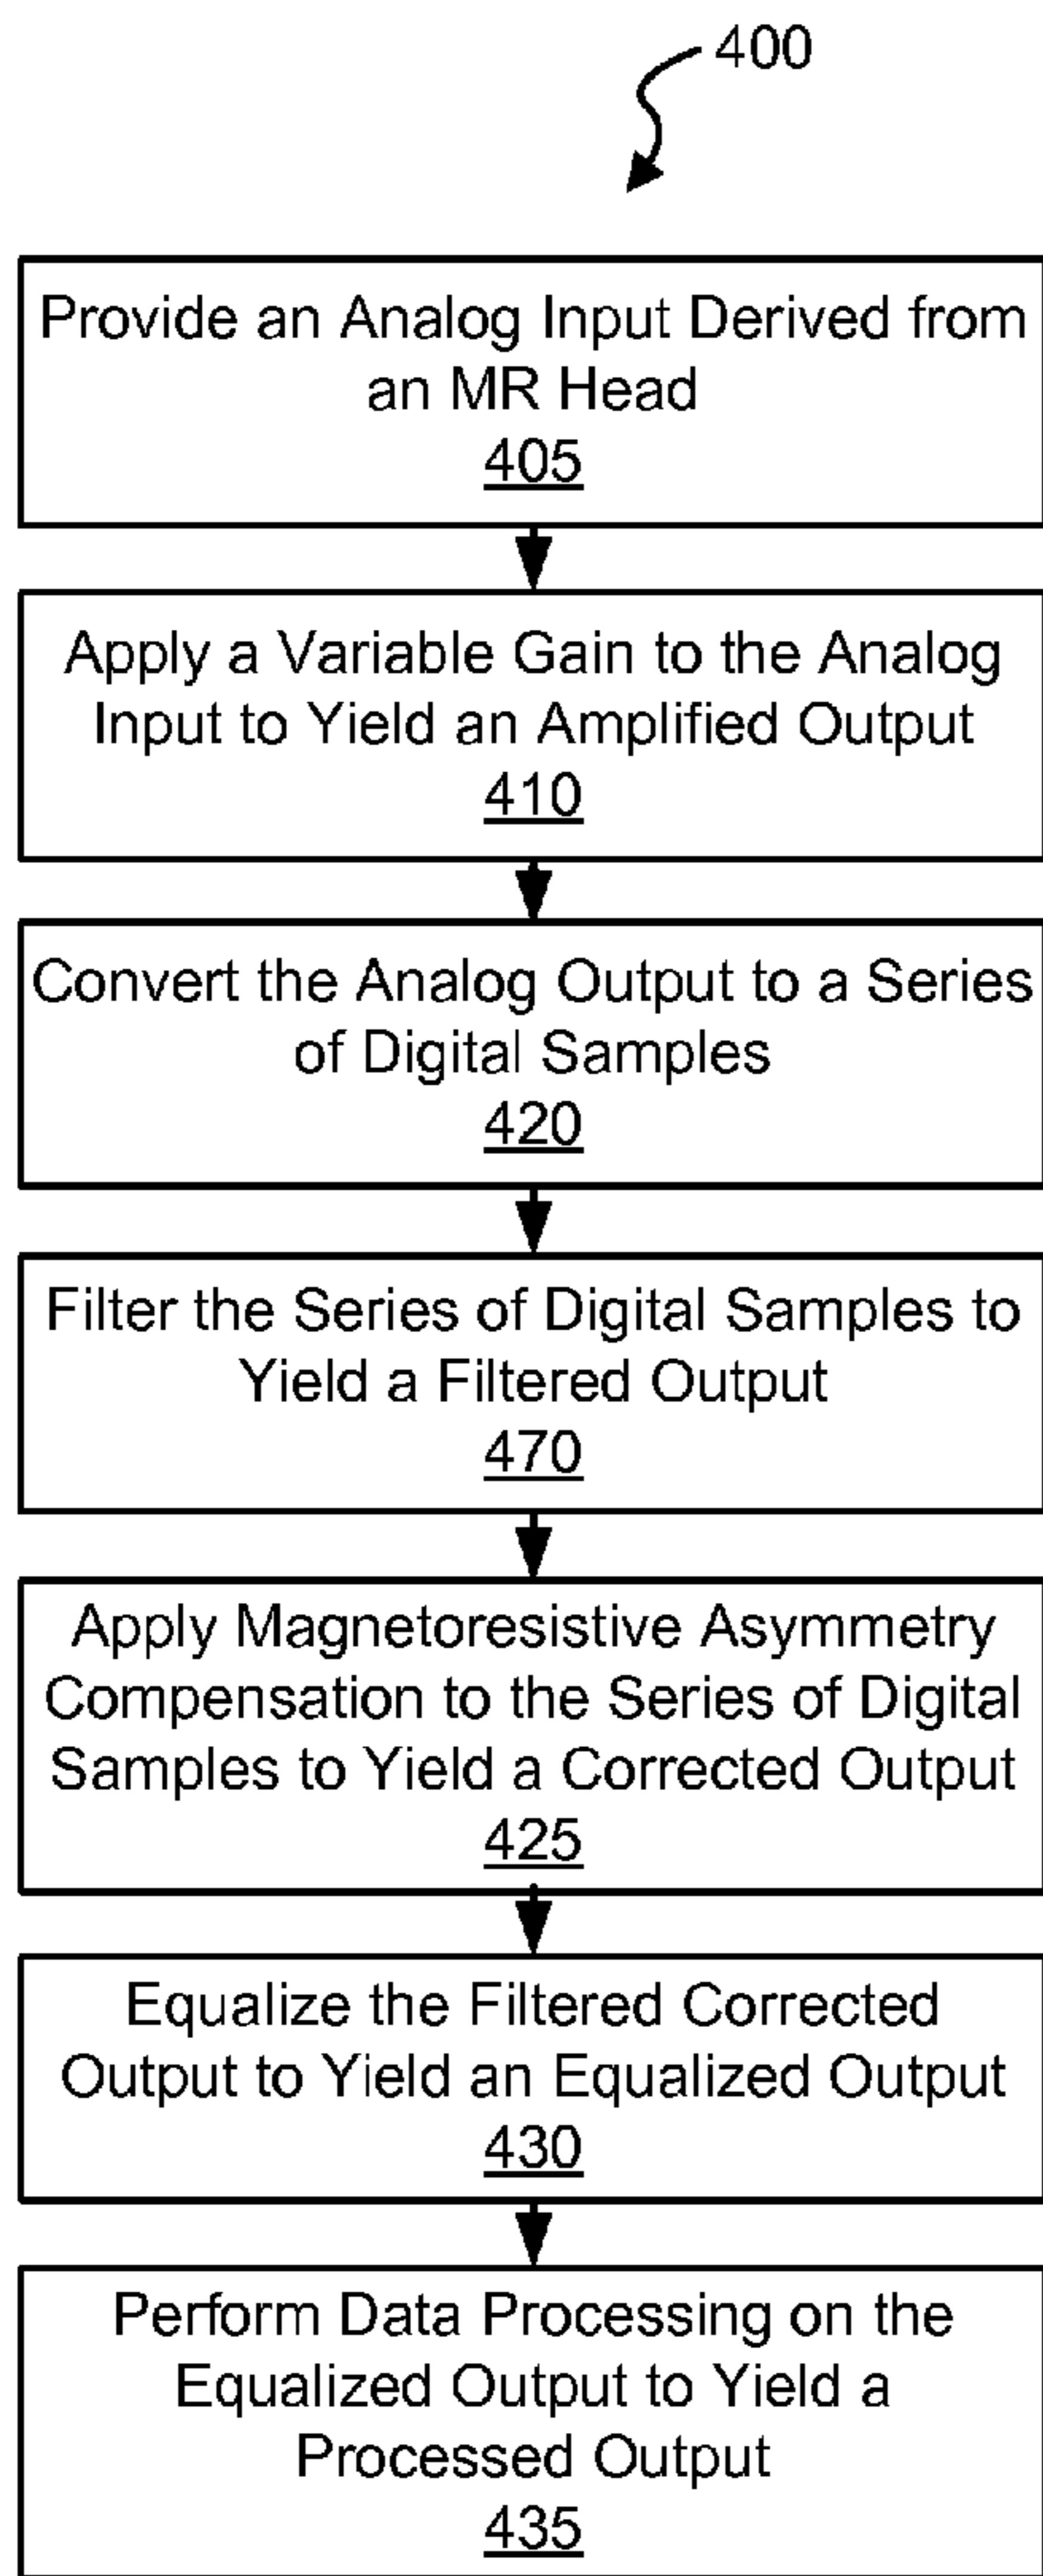 400
Provide an Analog Input Derived from
an MR Head
405
Apply a Variable Gain to the Analog
Input to Yield an Amplified Output
410
Convert the Analog Output to a Series
of Digital Samples
420
Filter the Series of Digital Samples to
Yield a Filtered Output
470
Apply Magnetoresistive Asymmetry
Compensation to the Series of Digital
Samples to Yield a Corrected Output
425
Equalize the Filtered Corrected
Output to Yield an Equalized Output
430
Perform Data Processing on the
Equalized Output to Yield a
Processed Output
435